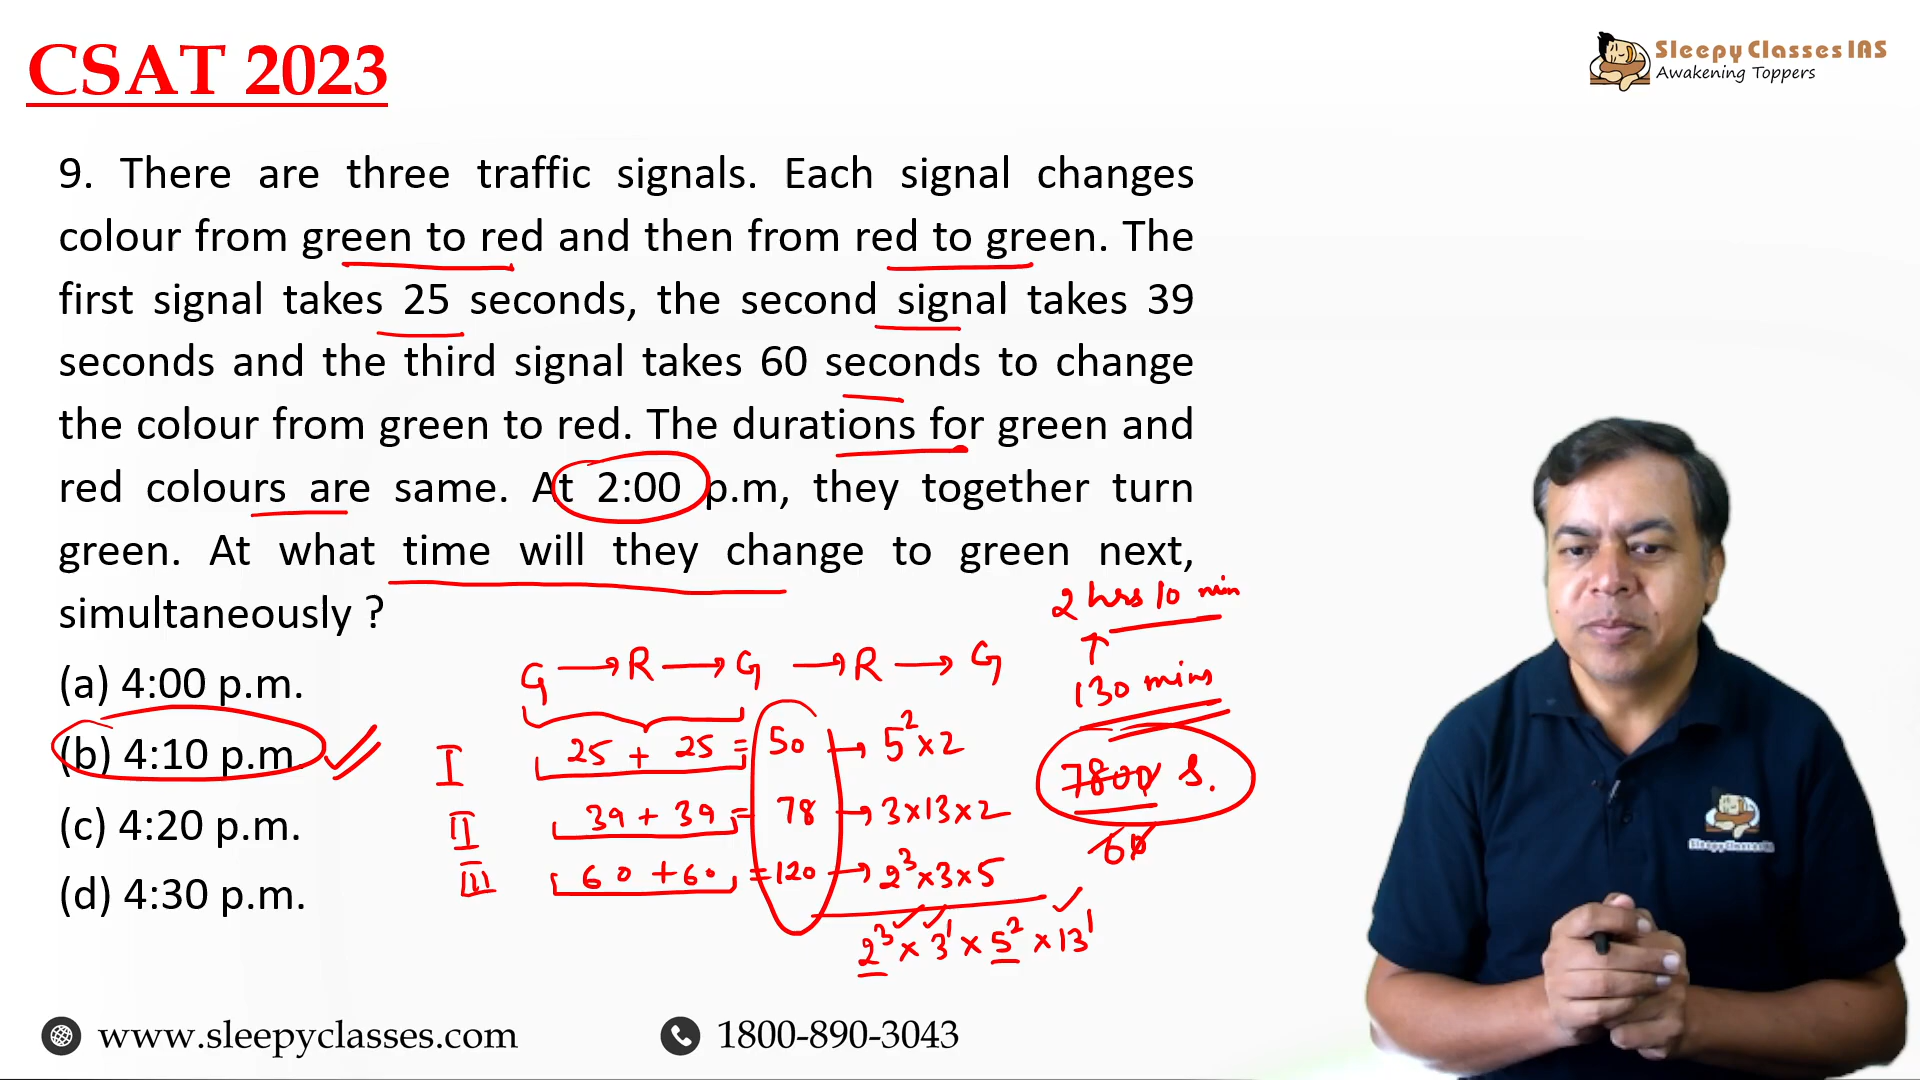 CSAT 2023
Sleepy Classes IAS
Awakening Toppers
9. There are three traffic signals. Each signal changes
colour from green to red and then from red to green. The
first signal takes 25 seconds, the second signal takes 39
seconds and the third signal takes 60 seconds to change
the colour from green to red. The durations for green and
red colours are same. At 2:00 p.m, they together turn
green. At what time will they change to green next,
simultaneously ?
(a) 4:00 p.m.
(b) 4:10 p.m.
(c) 4:20 p.m.
(d) 4:30 p.m.
G → R → G → R → G
I 25 + 25 = 50 → 5² × 2
II 39 + 39 = 78 → 3×13×2
III 60 + 60 = 120 → 2³×3×5
2³ × 3¹ × 5² × 13¹
2 hrs 10 min
↑
130 mins
7800 s.
60
SleepyClasses IAS
www.sleepyclasses.com
1800-890-3043